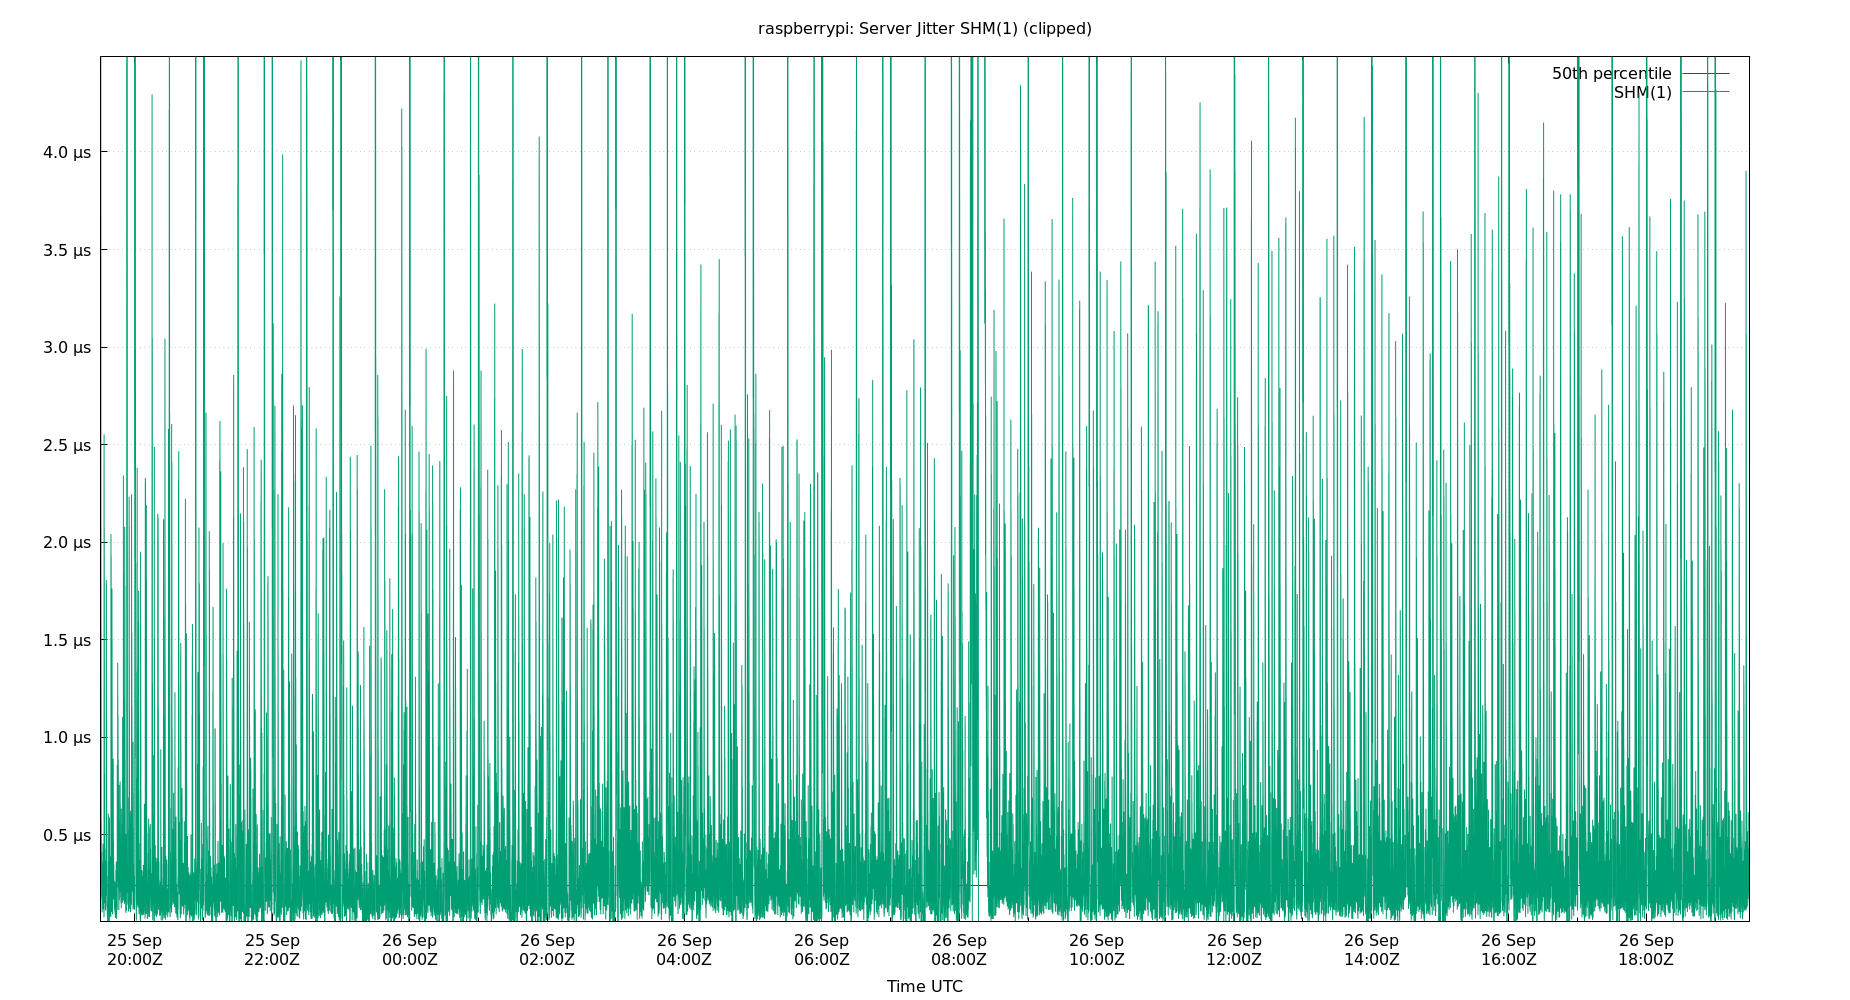 raspberrypi: Server Jitter SHM(1) (clipped)
50th percentile
SHM(1)
4.0 µs
3.5 µs
3.0 µs
2.5 µs
2.0 µs
1.5 µs
1.0 µs
0.5 µs
25 Sep 25 Sep 26 Sep 26 Sep 26 Sep 26 Sep 26 Sep 26 Sep 26 Sep 26 Sep 26 Sep 26 Sep
20:00Z 22:00Z 00:00Z 02:00Z 04:00Z 06:00Z 08:00Z 10:00Z 12:00Z 14:00Z 16:00Z 18:00Z
Time UTC